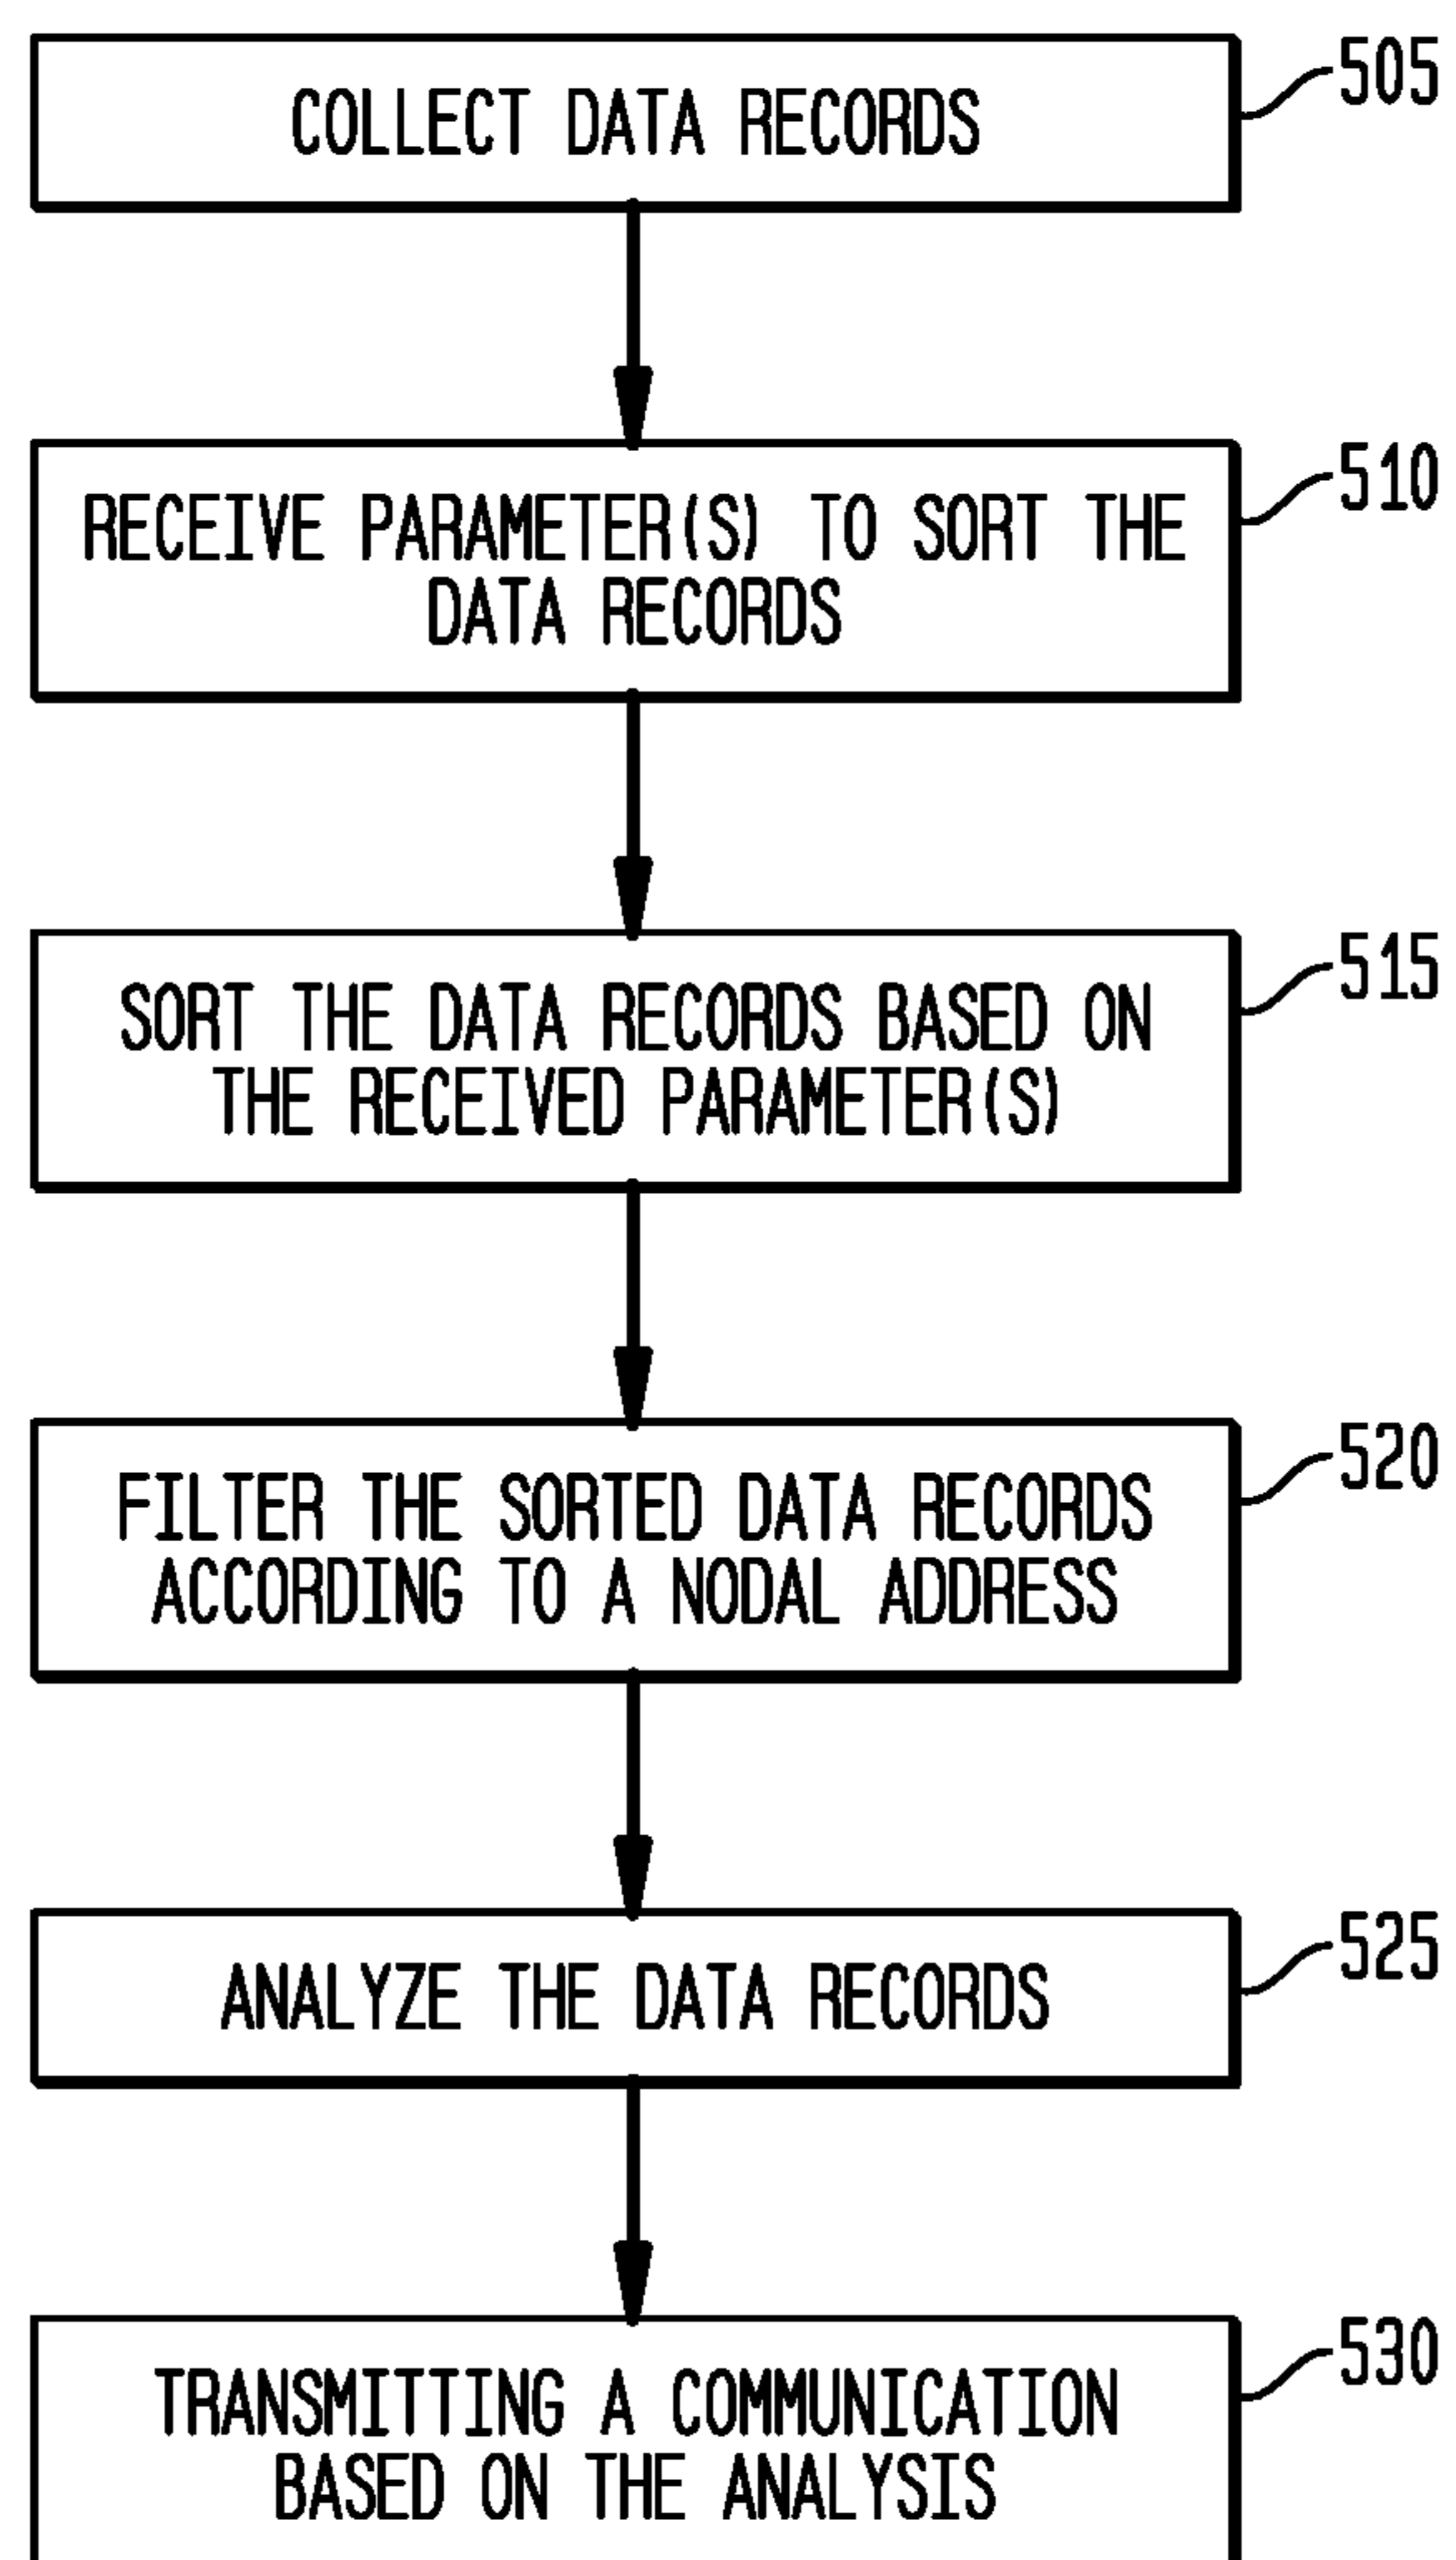 COLLECT DATA RECORDS
505
RECEIVE PARAMETER(S) TO SORT THE
DATA RECORDS
510
SORT THE DATA RECORDS BASED ON
THE RECEIVED PARAMETER(S)
515
FILTER THE SORTED DATA RECORDS
ACCORDING TO A NODAL ADDRESS
520
ANALYZE THE DATA RECORDS
525
TRANSMITTING A COMMUNICATION
BASED ON THE ANALYSIS
530